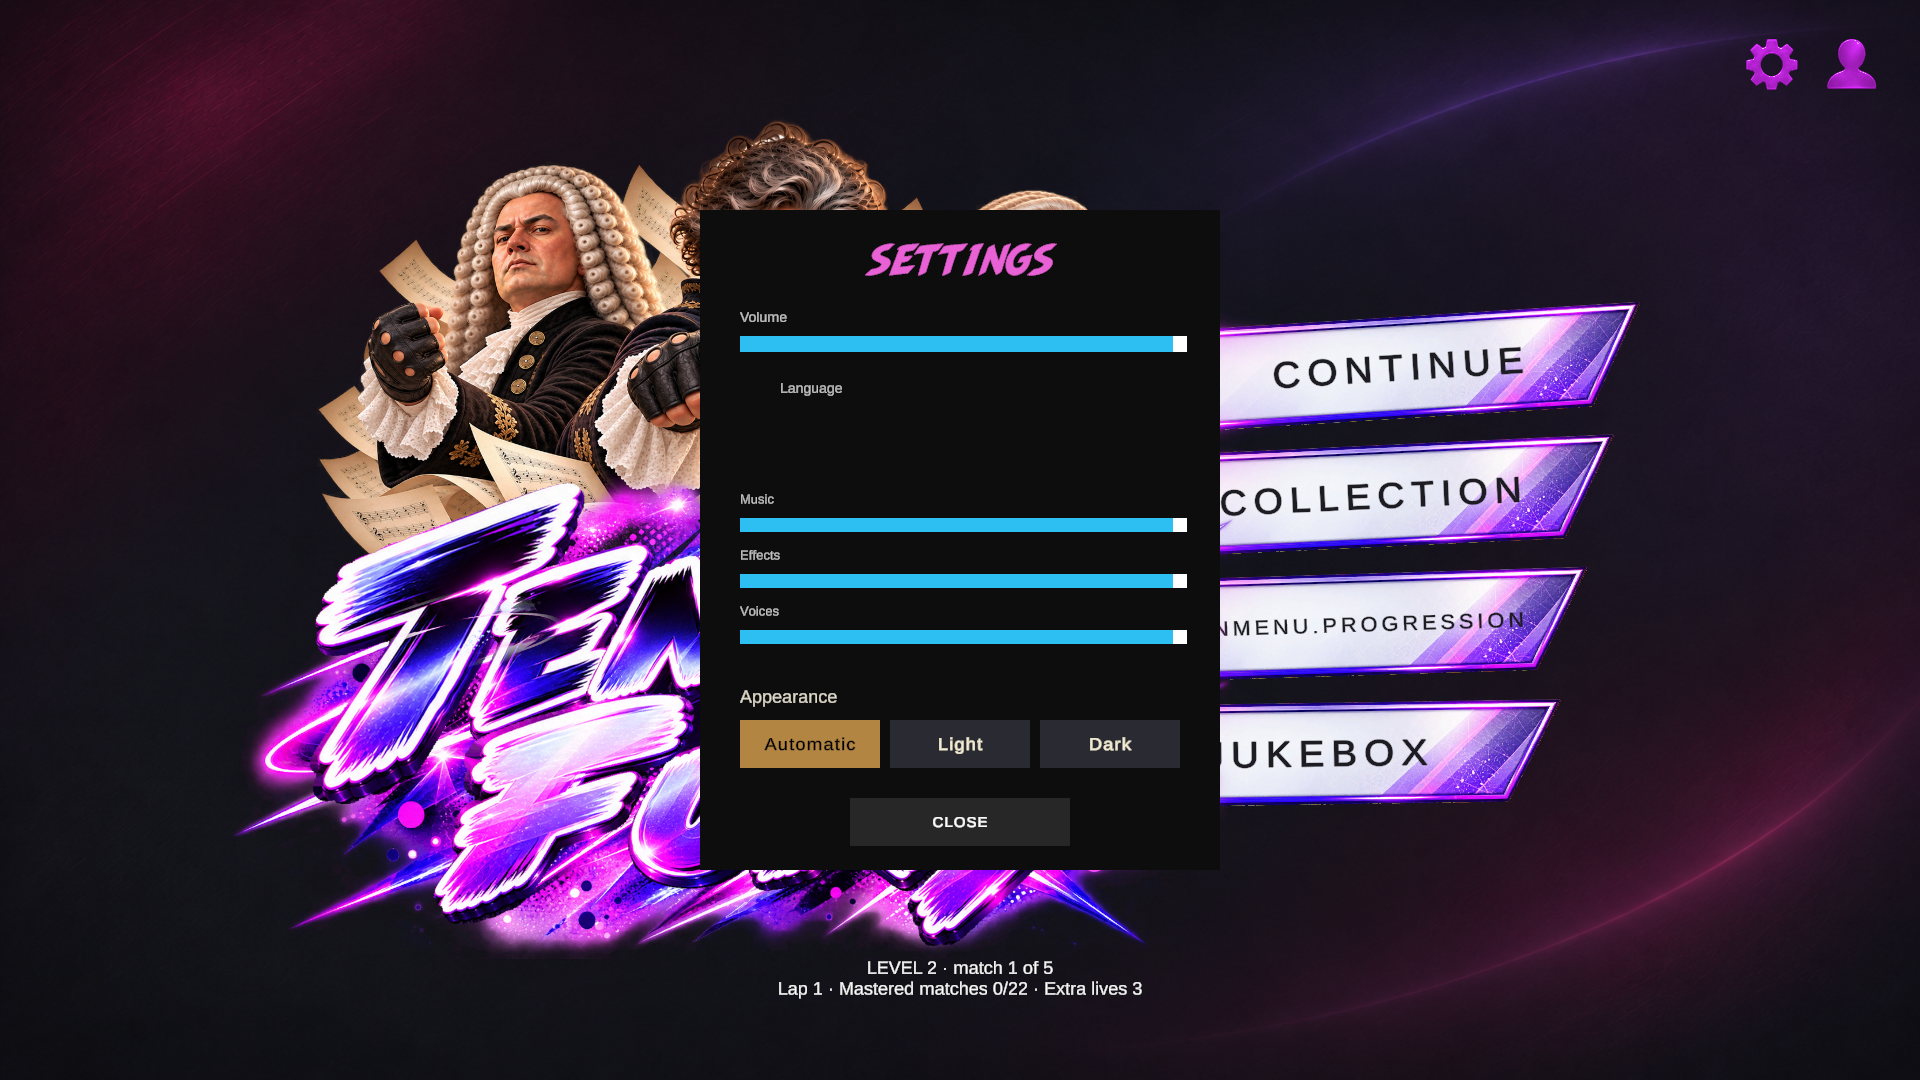 SETTINGS
Volume
Language
Music
Effects
Voices
Appearance
Automatic
Light
Dark
CLOSE
CONTINUE
COLLECTION
NMENU.PROGRESSION
JUKEBOX
LEVEL 2 · match 1 of 5
Lap 1 · Mastered matches 0/22 · Extra lives 3